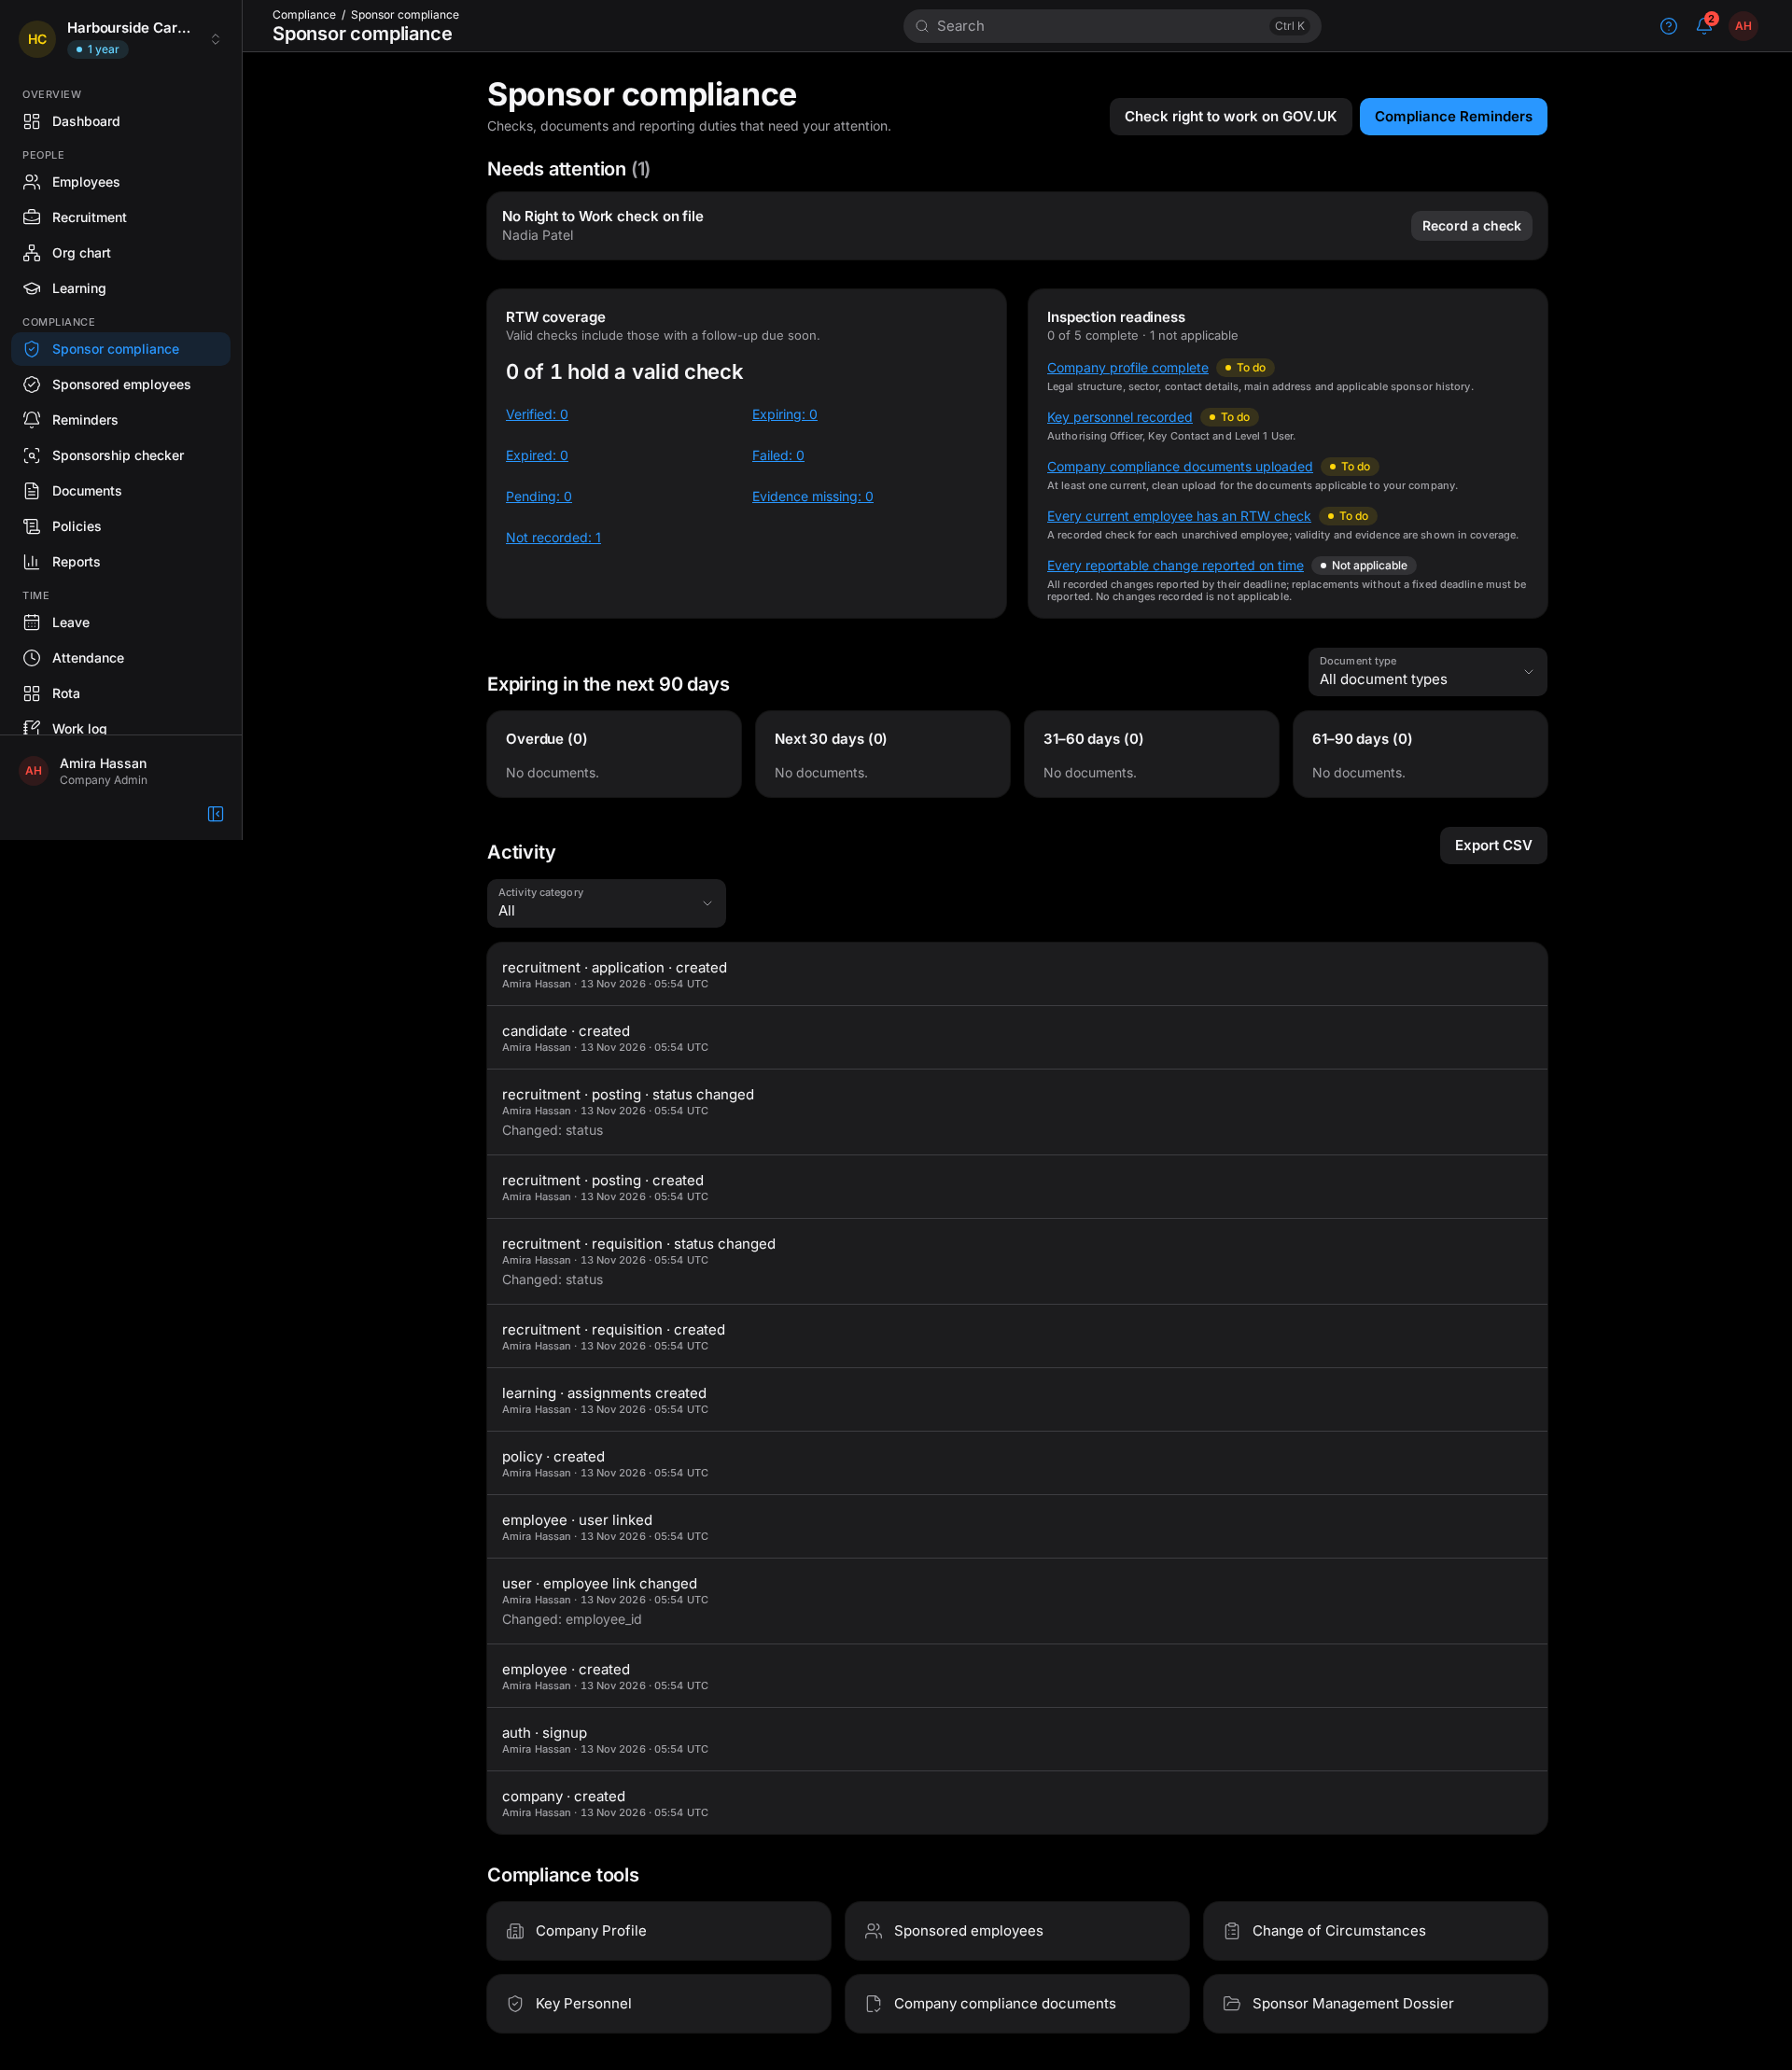 HC
Harbourside Car...
1 year
OVERVIEW
Dashboard
PEOPLE
Employees
Recruitment
Org chart
Learning
COMPLIANCE
Sponsor compliance
Sponsored employees
Reminders
Sponsorship checker
Documents
Policies
Reports
TIME
Leave
Attendance
Rota
Work log
AH
Amira Hassan
Company Admin
Compliance / Sponsor compliance
Sponsor compliance
Search
Ctrl K
2
AH
Sponsor compliance
Checks, documents and reporting duties that need your attention.
Check right to work on GOV.UK
Compliance Reminders
Needs attention (1)
No Right to Work check on file
Nadia Patel
Record a check
RTW coverage
Valid checks include those with a follow-up due soon.
0 of 1 hold a valid check
Verified: 0
Expiring: 0
Expired: 0
Failed: 0
Pending: 0
Evidence missing: 0
Not recorded: 1
Inspection readiness
0 of 5 complete · 1 not applicable
Company profile complete
To do
Legal structure, sector, contact details, main address and applicable sponsor history.
Key personnel recorded
To do
Authorising Officer, Key Contact and Level 1 User.
Company compliance documents uploaded
To do
At least one current, clean upload for the documents applicable to your company.
Every current employee has an RTW check
To do
A recorded check for each unarchived employee; validity and evidence are shown in coverage.
Every reportable change reported on time
Not applicable
All recorded changes reported by their deadline; replacements without a fixed deadline must be
reported. No changes recorded is not applicable.
Expiring in the next 90 days
Document type
All document types
Overdue (0)
No documents.
Next 30 days (0)
No documents.
31–60 days (0)
No documents.
61–90 days (0)
No documents.
Activity
Export CSV
Activity category
All
recruitment · application · created
Amira Hassan · 13 Nov 2026 · 05:54 UTC
candidate · created
Amira Hassan · 13 Nov 2026 · 05:54 UTC
recruitment · posting · status changed
Amira Hassan · 13 Nov 2026 · 05:54 UTC
Changed: status
recruitment · posting · created
Amira Hassan · 13 Nov 2026 · 05:54 UTC
recruitment · requisition · status changed
Amira Hassan · 13 Nov 2026 · 05:54 UTC
Changed: status
recruitment · requisition · created
Amira Hassan · 13 Nov 2026 · 05:54 UTC
learning · assignments created
Amira Hassan · 13 Nov 2026 · 05:54 UTC
policy · created
Amira Hassan · 13 Nov 2026 · 05:54 UTC
employee · user linked
Amira Hassan · 13 Nov 2026 · 05:54 UTC
user · employee link changed
Amira Hassan · 13 Nov 2026 · 05:54 UTC
Changed: employee_id
employee · created
Amira Hassan · 13 Nov 2026 · 05:54 UTC
auth · signup
Amira Hassan · 13 Nov 2026 · 05:54 UTC
company · created
Amira Hassan · 13 Nov 2026 · 05:54 UTC
Compliance tools
Company Profile
Sponsored employees
Change of Circumstances
Key Personnel
Company compliance documents
Sponsor Management Dossier